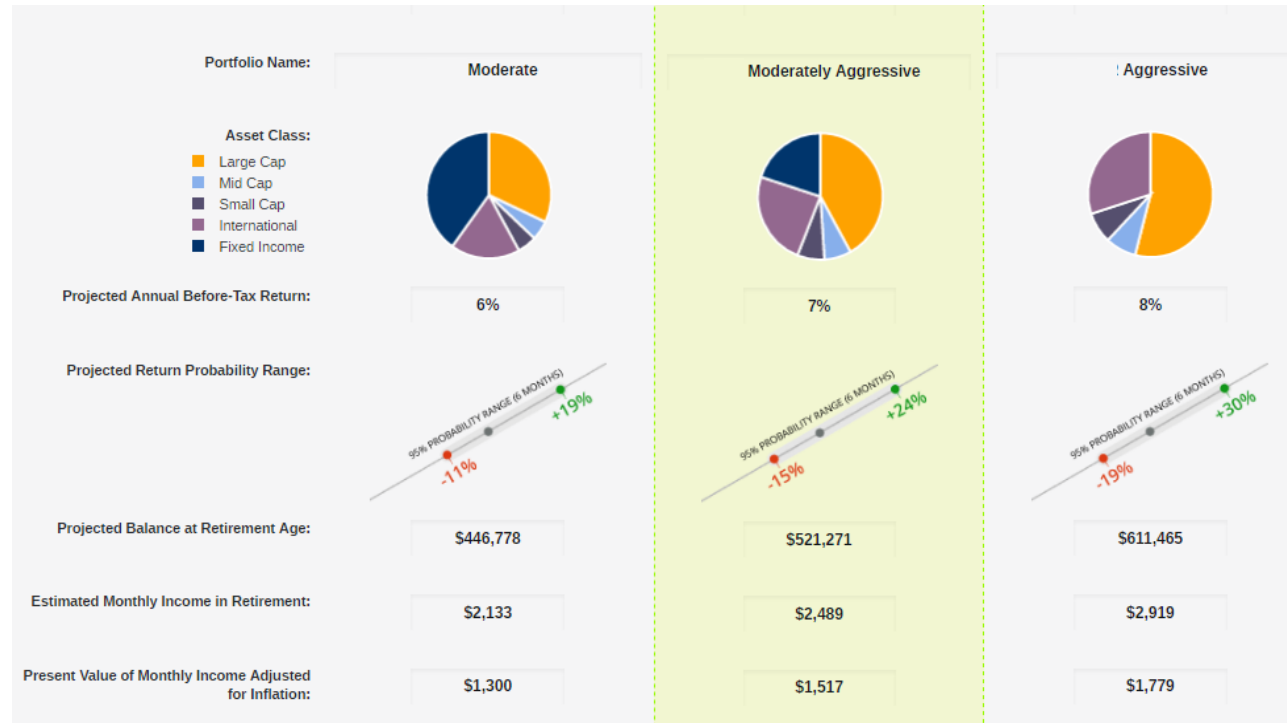 Portfolio Name:
Moderate
Moderately Aggressive
: Aggressive
Asset Class:
Large Cap
Mid Cap
Small Cap
International
Fixed Income
Projected Annual Before-Tax Return:
6%
7%
8%
Projected Return Probability Range:
95% PROBABILITY RANGE (6 MONTHS)
+19%
-11%
95% PROBABILITY RANGE (6 MONTHS)
+24%
-15%
95% PROBABILITY RANGE (6 MONTHS)
+30%
-19%
Projected Balance at Retirement Age:
$446,778
$521,271
$611,465
Estimated Monthly Income in Retirement:
$2,133
$2,489
$2,919
Present Value of Monthly Income Adjusted
for Inflation:
$1,300
$1,517
$1,779